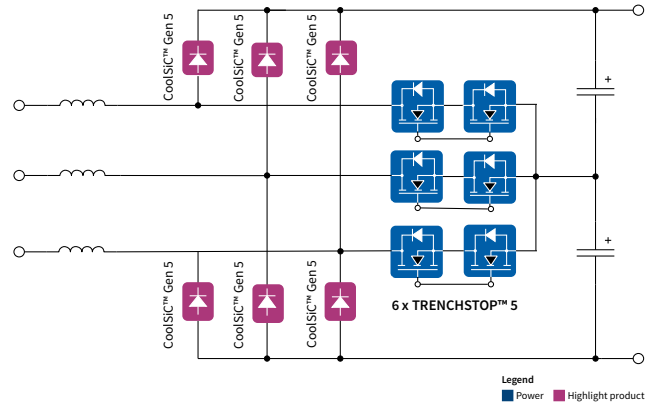 CoolSiC™ Gen 5
CoolSiC™ Gen 5
CoolSiC™ Gen 5
+
+
CoolSiC™ Gen 5
CoolSiC™ Gen 5
CoolSiC™ Gen 5
6 x TRENCHSTOP™ 5
Legend
Power
Highlight product